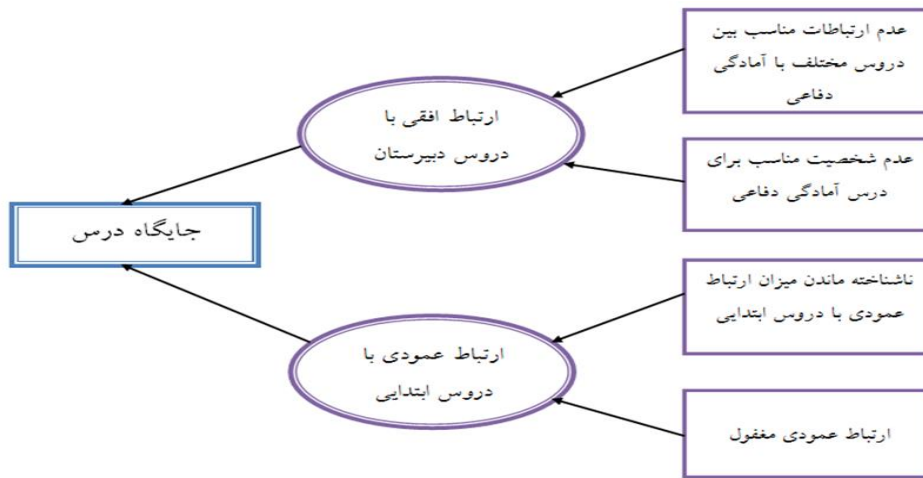 عدم ارتباطات مناسب بین
دروس مختلف با آمادگی
دفاعی
ارتباط افقی با
دروس دبیرستان
عدم شخصیت مناسب برای
درس آمادگی دفاعی
جایگاه درس
ناشناخته ماندن میزان ارتباط
عمودی با دروس ابتدایی
ارتباط عمودی با
دروس ابتدایی
ارتباط عمودی مغفول